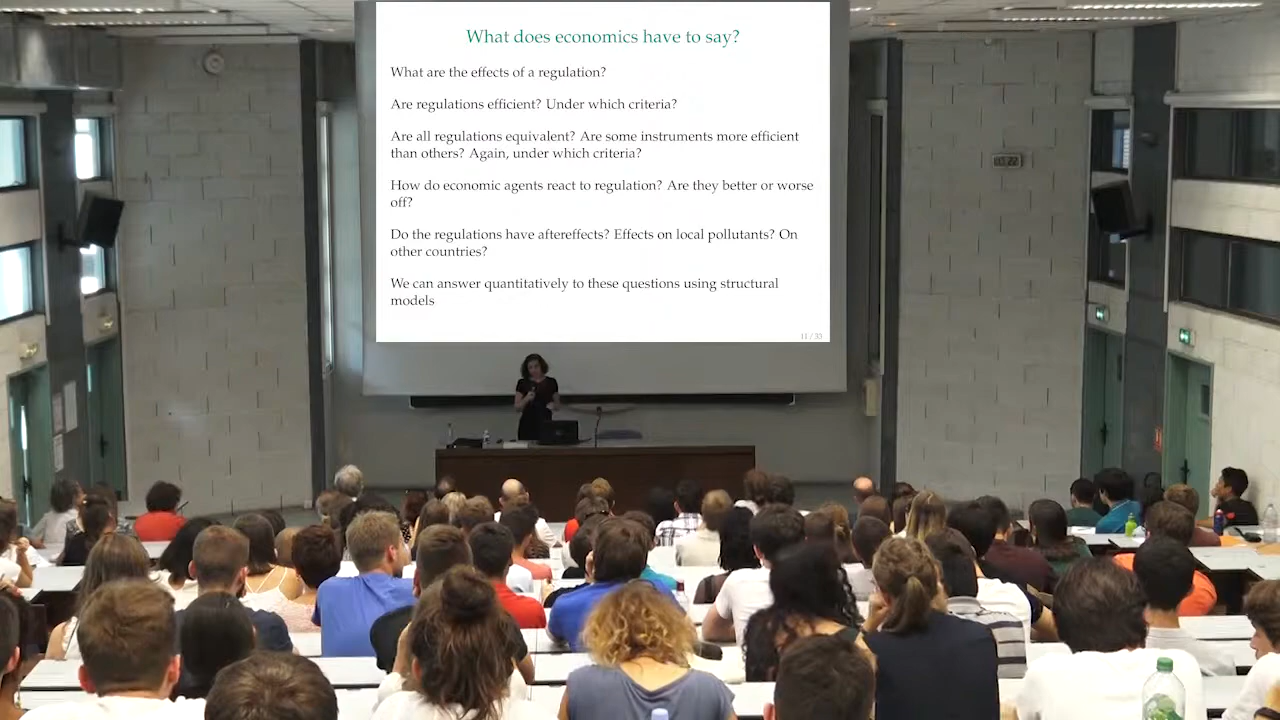 What does economics have to say?
What are the effects of a regulation?
Are regulations efficient? Under which criteria?
Are all regulations equivalent? Are some instruments more efficient
than others? Again, under which criteria?
How do economic agents react to regulation? Are they better or worse
off?
Do the regulations have aftereffects? Effects on local pollutants? On
other countries?
We can answer quantitatively to these questions using structural
models